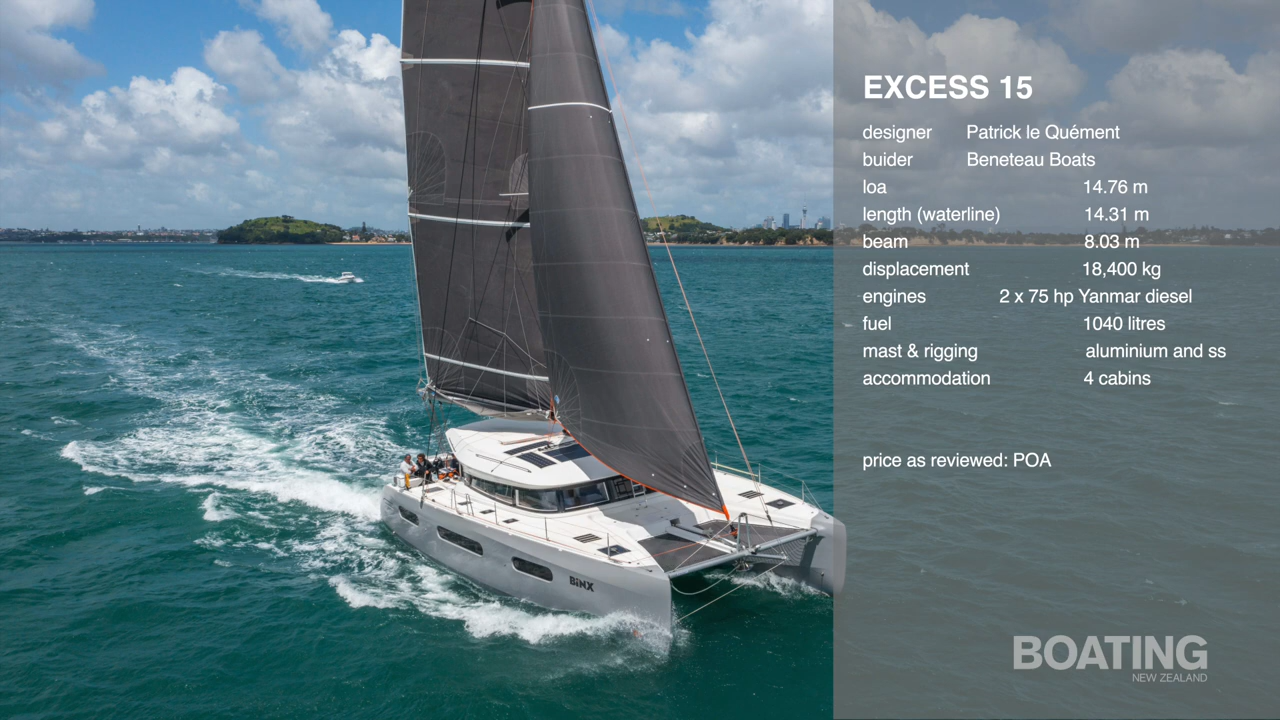 EXCESS 15
designer Patrick le Quément
buider Beneteau Boats
loa 14.76 m
length (waterline) 14.31 m
beam 8.03 m
displacement 18,400 kg
engines 2 x 75 hp Yanmar diesel
fuel 1040 litres
mast & rigging aluminium and ss
accommodation 4 cabins
price as reviewed: POA
BiNX
BOATING
NEW ZEALAND